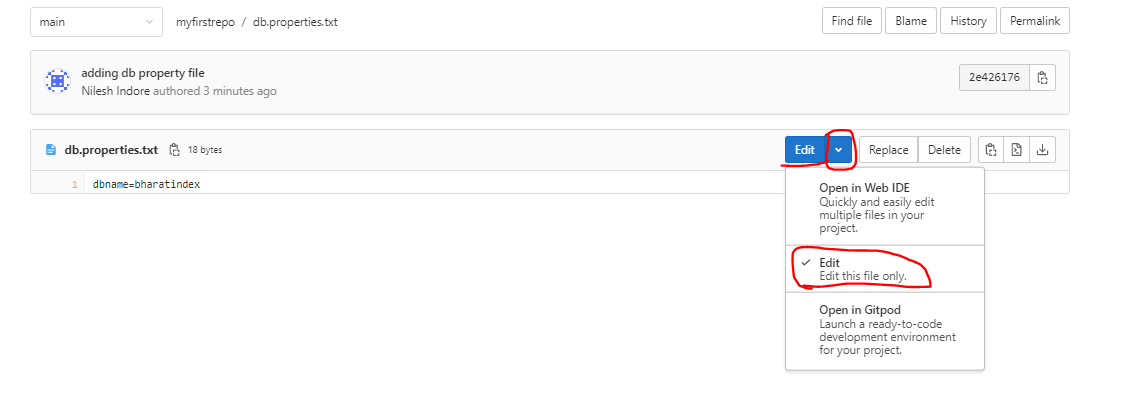 main
myfirstrepo / db.properties.txt
Find file
Blame
History
Permalink
adding db property file
Nilesh Indore authored 3 minutes ago
2e426176
db.properties.txt 18 bytes
Edit
Replace
Delete
1 dbname=bharatindex
Open in Web IDE
Quickly and easily edit
multiple files in your
project.
Edit
Edit this file only.
Open in Gitpod
Launch a ready-to-code
development environment
for your project.